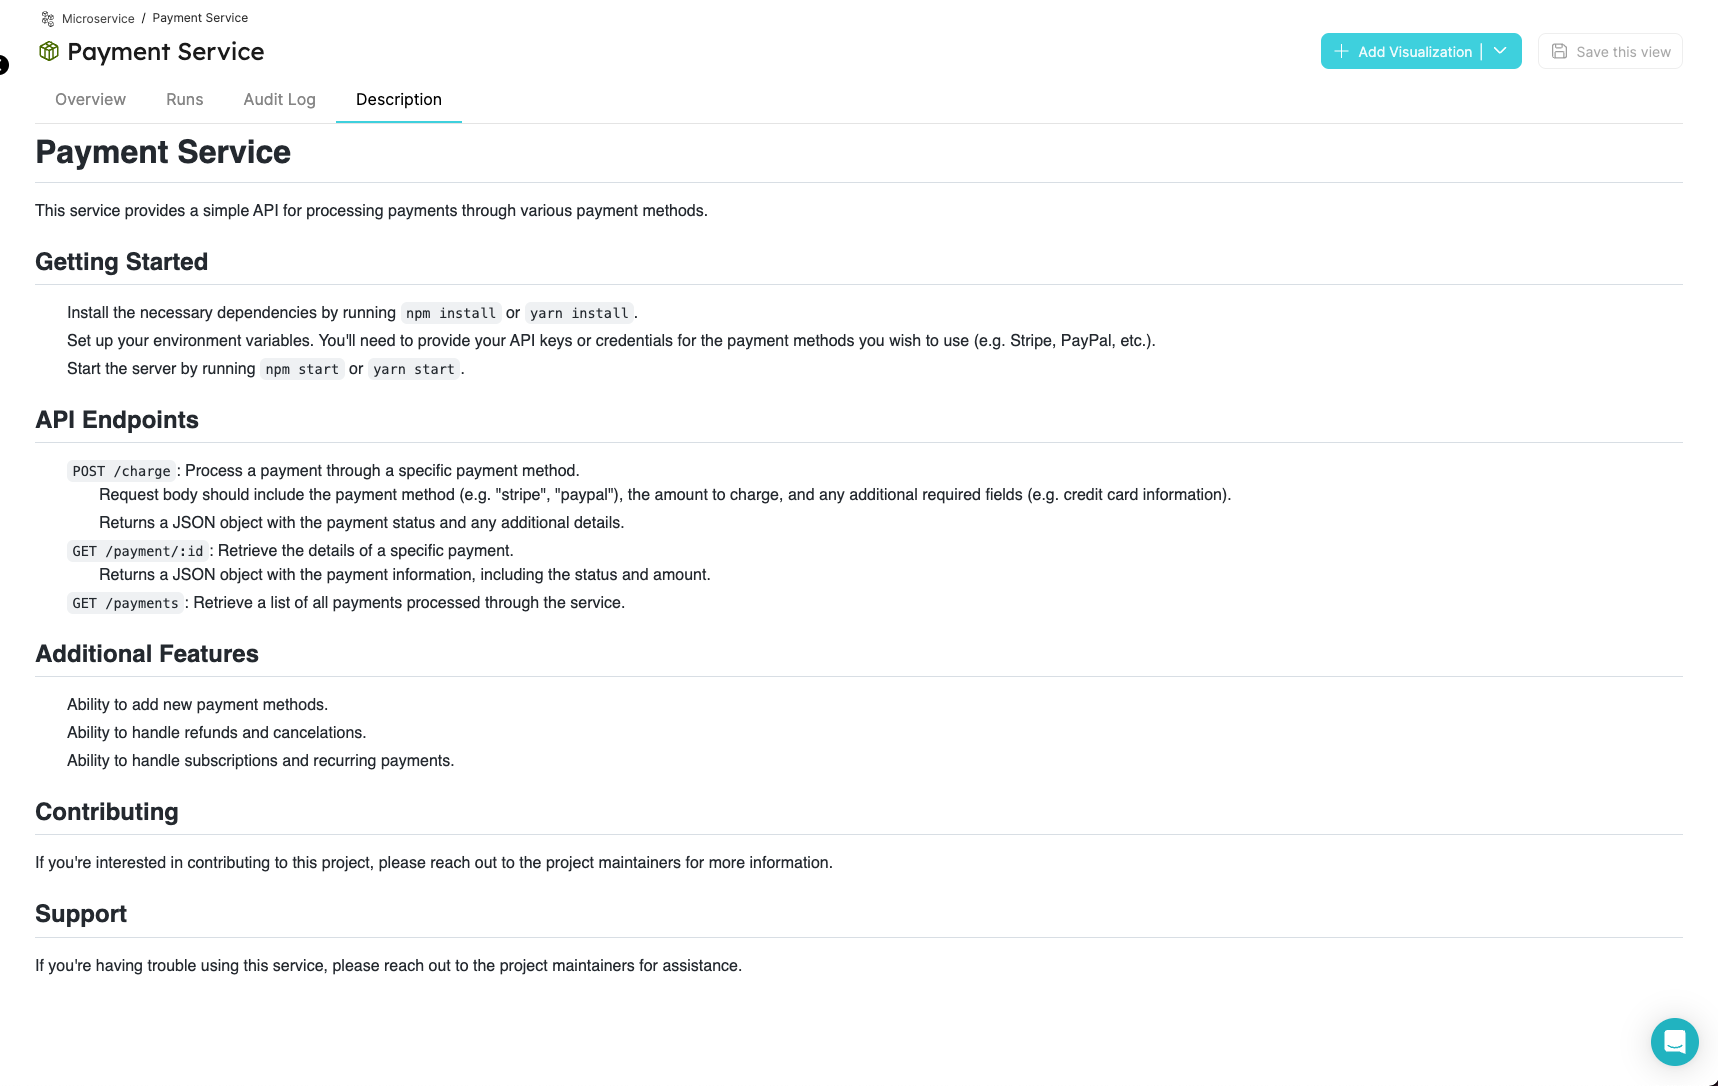 Microservice / Payment Service
Payment Service
Add Visualization
Save this view
Overview
Runs
Audit Log
Description
Payment Service
This service provides a simple API for processing payments through various payment methods.
Getting Started
Install the necessary dependencies by running npm install or yarn install.
Set up your environment variables. You'll need to provide your API keys or credentials for the payment methods you wish to use (e.g. Stripe, PayPal, etc.).
Start the server by running npm start or yarn start.
API Endpoints
POST /charge: Process a payment through a specific payment method.
Request body should include the payment method (e.g. "stripe", "paypal"), the amount to charge, and any additional required fields (e.g. credit card information).
Returns a JSON object with the payment status and any additional details.
GET /payment/:id: Retrieve the details of a specific payment.
Returns a JSON object with the payment information, including the status and amount.
GET /payments: Retrieve a list of all payments processed through the service.
Additional Features
Ability to add new payment methods.
Ability to handle refunds and cancelations.
Ability to handle subscriptions and recurring payments.
Contributing
If you're interested in contributing to this project, please reach out to the project maintainers for more information.
Support
If you're having trouble using this service, please reach out to the project maintainers for assistance.